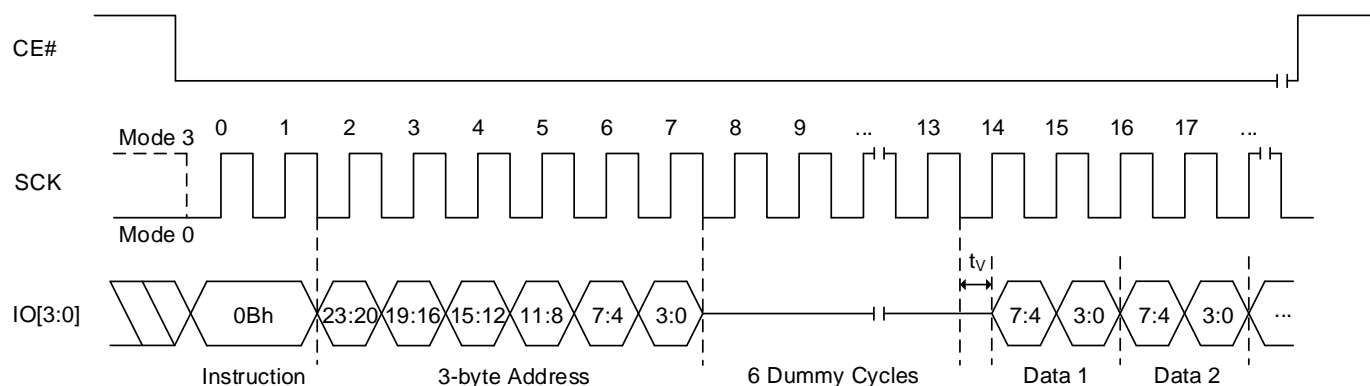 CE#
0 1 2 3 4 5 6 7 8 9 ... 13 14 15 16 17 ...
Mode 3
SCK
Mode 0
tV
IO[3:0] 0Bh 23:20 19:16 15:12 11:8 7:4 3:0 7:4 3:0 7:4 3:0 ...
Instruction 3-byte Address 6 Dummy Cycles Data 1 Data 2